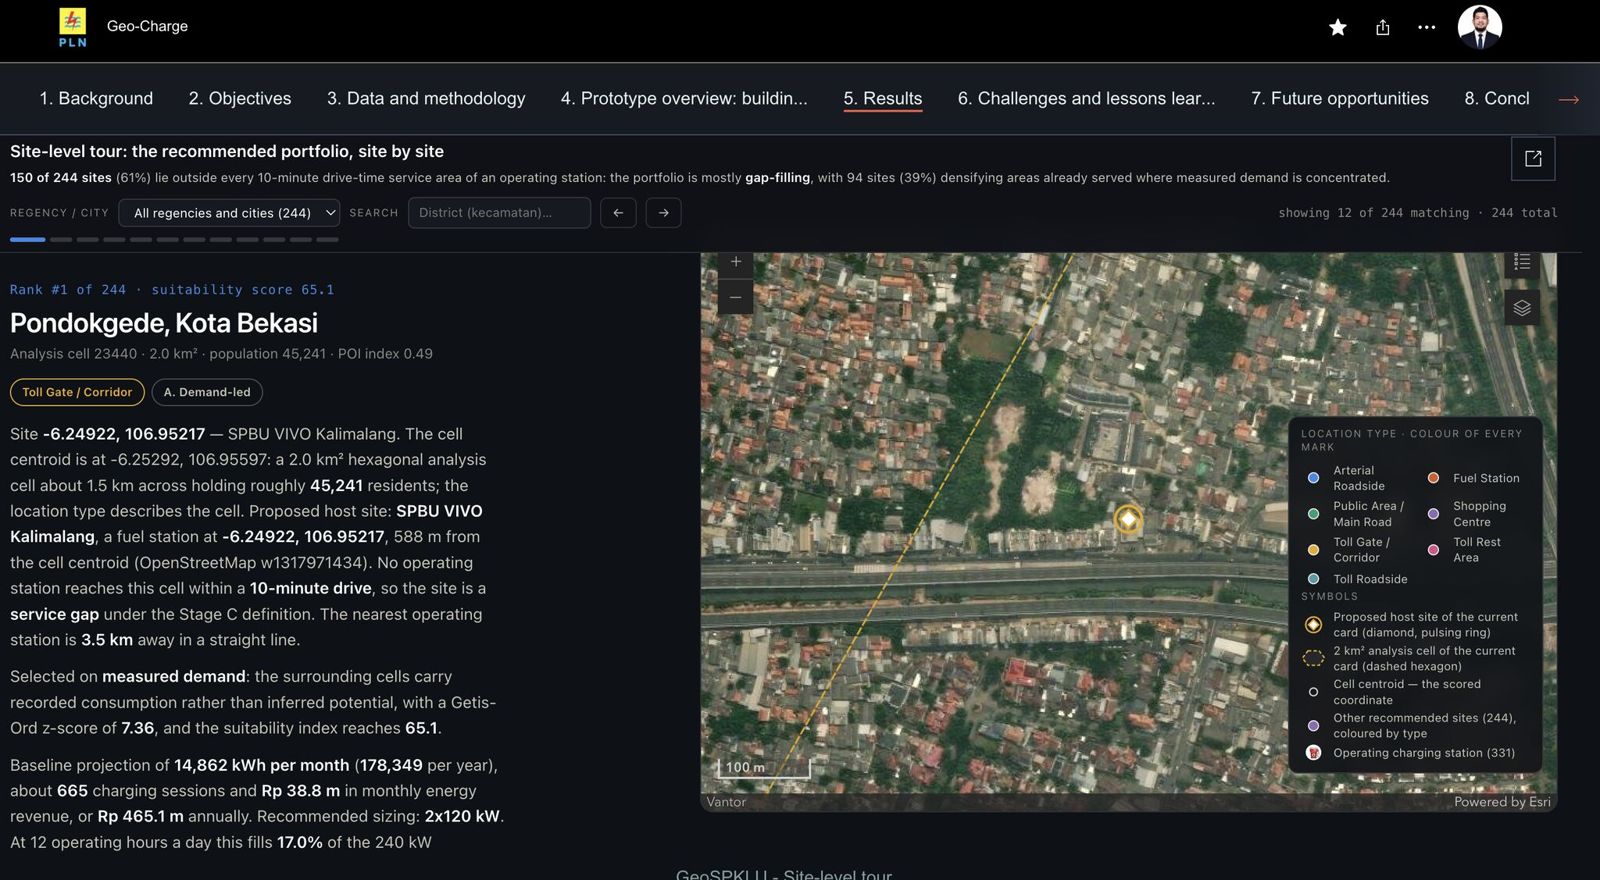 PLN
Geo-Charge
1. Background
2. Objectives
3. Data and methodology
4. Prototype overview: buildin...
5. Results
6. Challenges and lessons lear...
7. Future opportunities
8. Concl
Site-level tour: the recommended portfolio, site by site
150 of 244 sites (61%) lie outside every 10-minute drive-time service area of an operating station: the portfolio is mostly gap-filling, with 94 sites (39%) densifying areas already served where measured demand is concentrated.
REGENCY / CITY
All regencies and cities (244)
SEARCH
District (kecamatan)...
showing 12 of 244 matching · 244 total
Rank #1 of 244 · suitability score 65.1
Pondokgede, Kota Bekasi
Analysis cell 23440 · 2.0 km² · population 45,241 · POI index 0.49
Toll Gate / Corridor
A. Demand-led
Site -6.24922, 106.95217 — SPBU VIVO Kalimalang. The cell
centroid is at -6.25292, 106.95597: a 2.0 km² hexagonal analysis
cell about 1.5 km across holding roughly 45,241 residents; the
location type describes the cell. Proposed host site: SPBU VIVO
Kalimalang, a fuel station at -6.24922, 106.95217, 588 m from
the cell centroid (OpenStreetMap w1317971434). No operating
station reaches this cell within a 10-minute drive, so the site is a
service gap under the Stage C definition. The nearest operating
station is 3.5 km away in a straight line.
Selected on measured demand: the surrounding cells carry
recorded consumption rather than inferred potential, with a Getis-
Ord z-score of 7.36, and the suitability index reaches 65.1.
Baseline projection of 14,862 kWh per month (178,349 per year),
about 665 charging sessions and Rp 38.8 m in monthly energy
revenue, or Rp 465.1 m annually. Recommended sizing: 2x120 kW.
At 12 operating hours a day this fills 17.0% of the 240 kW
LOCATION TYPE · COLOUR OF EVERY
MARK
Arterial
Roadside
Fuel Station
Public Area /
Main Road
Shopping
Centre
Toll Gate /
Corridor
Toll Rest
Area
Toll Roadside
SYMBOLS
Proposed host site of the current
card (diamond, pulsing ring)
2 km² analysis cell of the current
card (dashed hexagon)
Cell centroid — the scored
coordinate
Other recommended sites (244),
coloured by type
Operating charging station (331)
100 m
Vantor
Powered by Esri
GeoSPKLU - Site-level tour